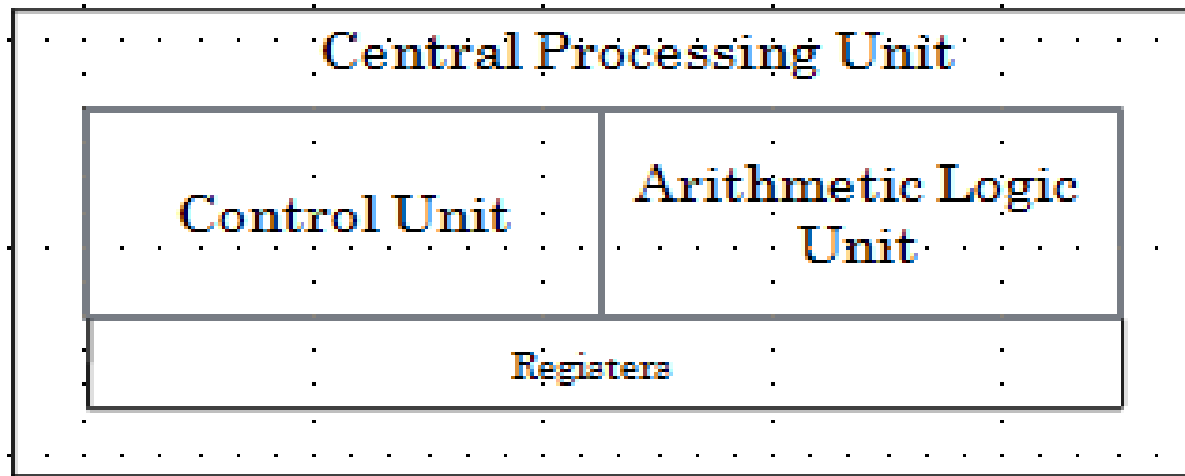 Central Processing Unit
Control Unit
Arithmetic Logic
Unit
Registers